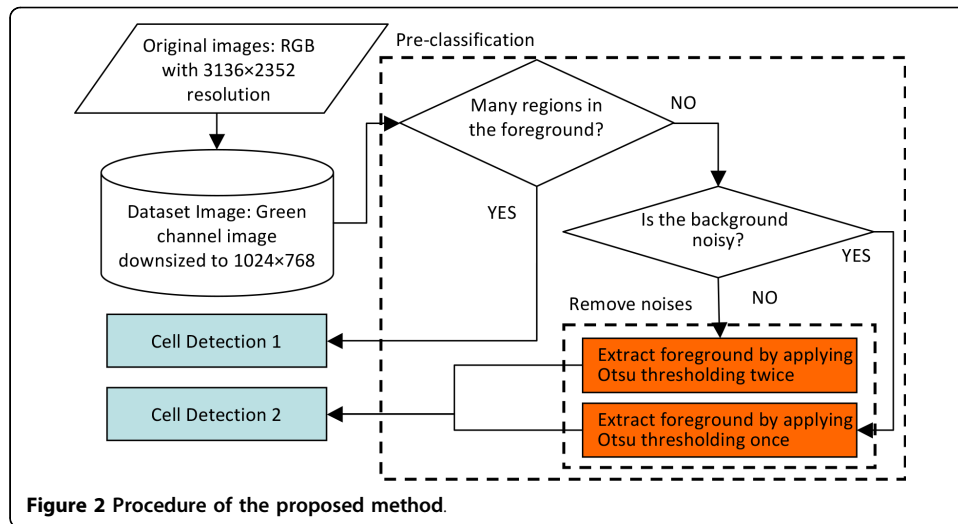 Original images: RGB
with 3136×2352
resolution
Pre-classification
Many regions in
the foreground?
NO
YES
Dataset Image: Green
channel image
downsized to 1024×768
Is the background
noisy?
YES
NO
Remove noises
Cell Detection 1
Extract foreground by applying
Otsu thresholding twice
Cell Detection 2
Extract foreground by applying
Otsu thresholding once
Figure 2 Procedure of the proposed method.